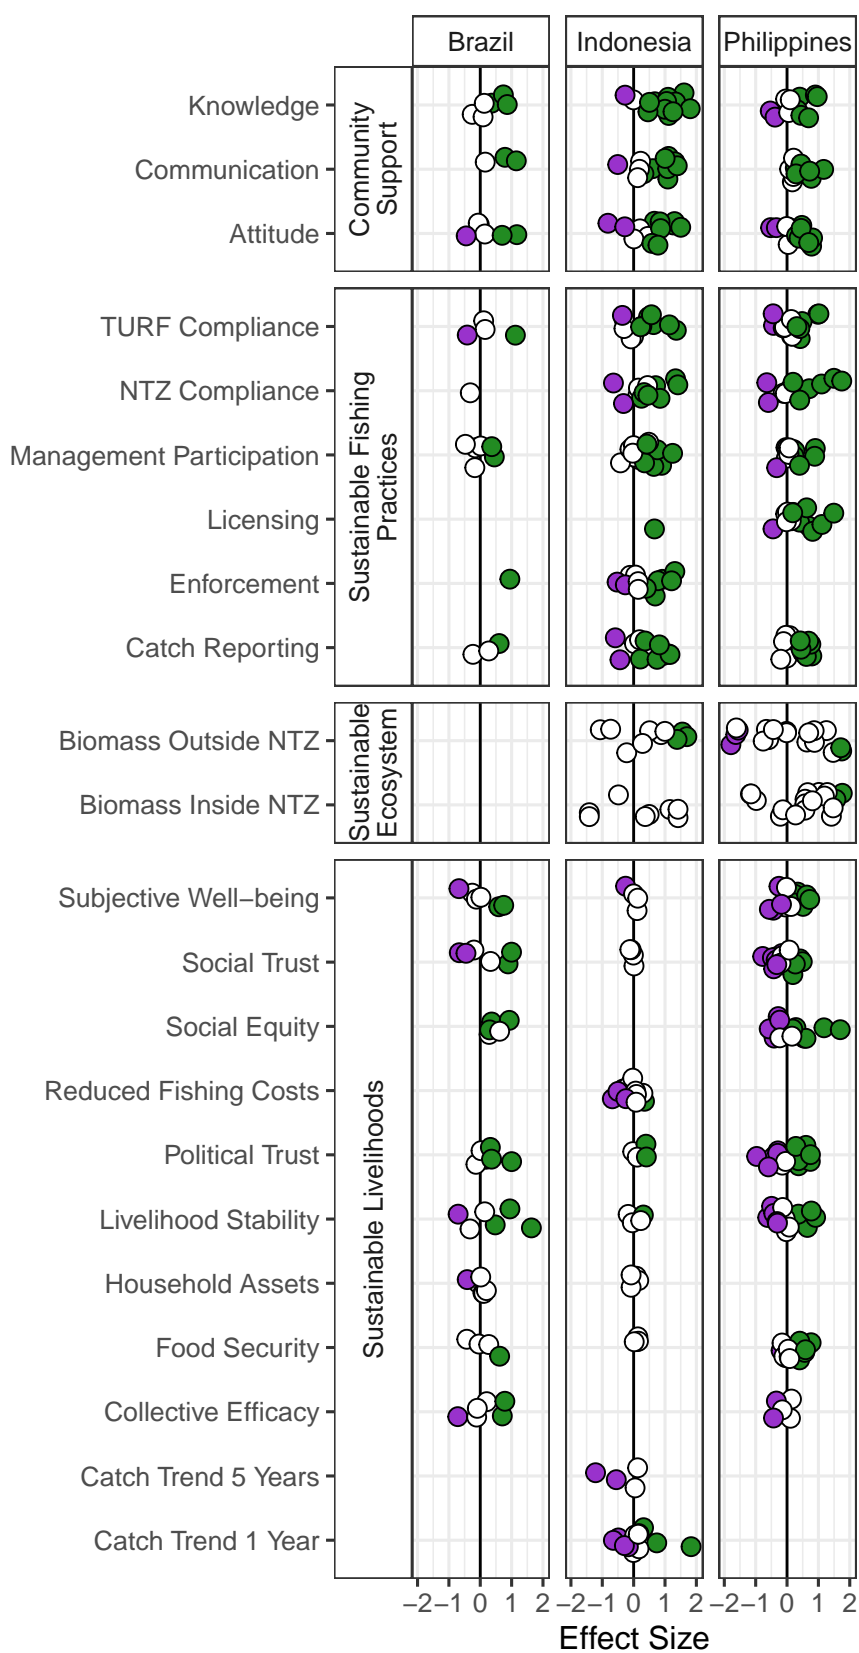 Brazil
Indonesia
Philippines
Community
Support
Knowledge
Communication
Attitude
Sustainable Fishing
Practices
TURF Compliance
NTZ Compliance
Management Participation
Licensing
Enforcement
Catch Reporting
Sustainable
Ecosystem
Biomass Outside NTZ
Biomass Inside NTZ
Sustainable Livelihoods
Subjective Well−being
Social Trust
Social Equity
Reduced Fishing Costs
Political Trust
Livelihood Stability
Household Assets
Food Security
Collective Efficacy
Catch Trend 5 Years
Catch Trend 1 Year
−2 −1 0 1 2 −2 −1 0 1 2 −2 −1 0 1 2
Effect Size